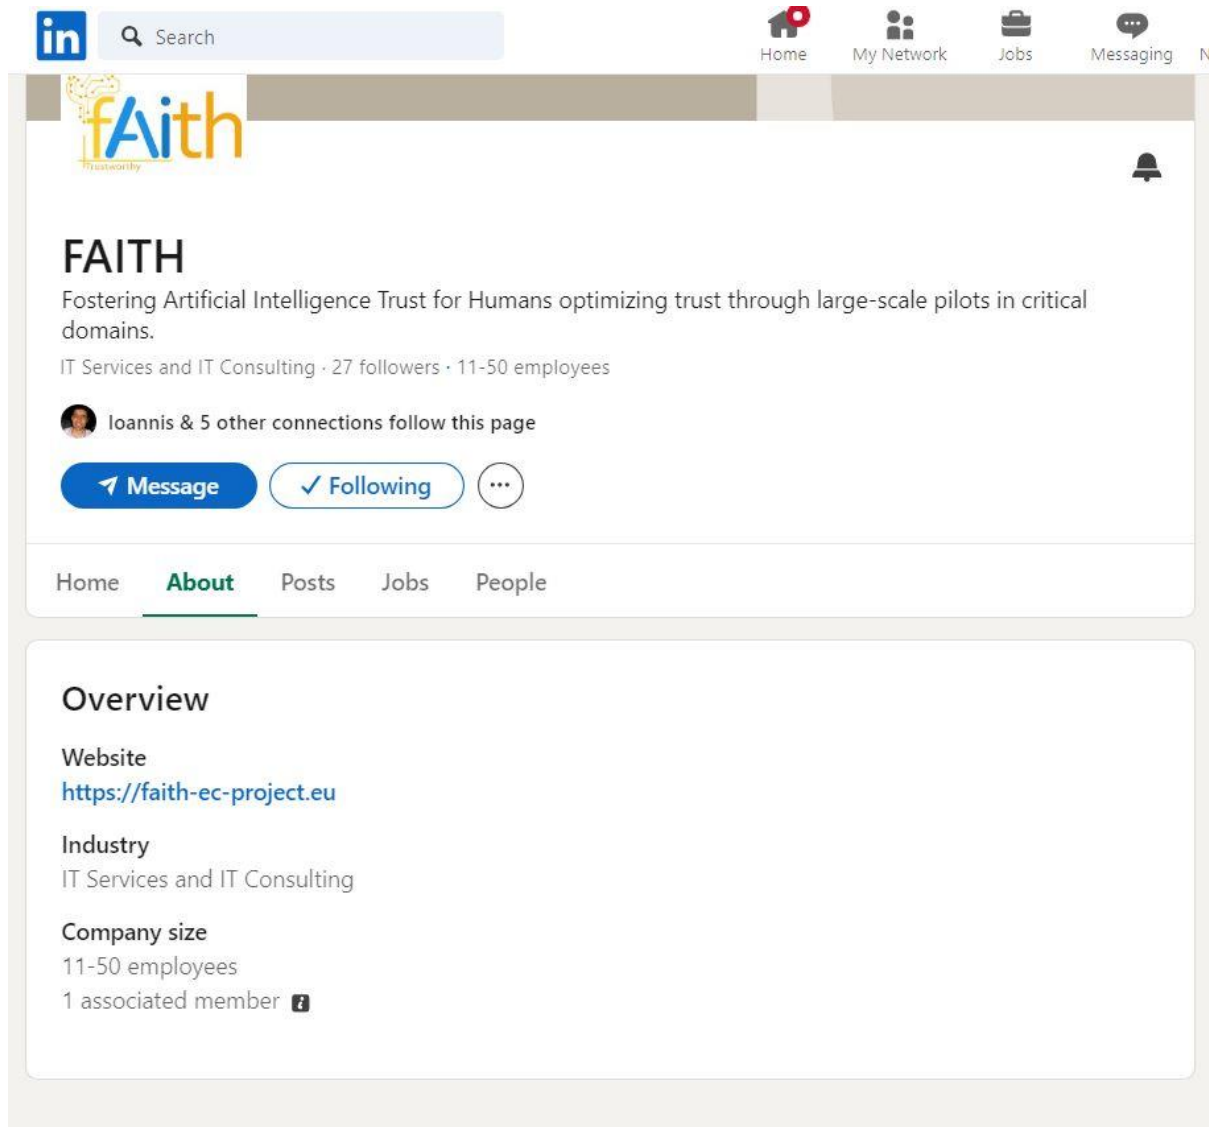 in
Search
Home
My Network
Jobs
Messaging
N
fAith
Trustworthy
FAITH
Fostering Artificial Intelligence Trust for Humans optimizing trust through large-scale pilots in critical
domains.
IT Services and IT Consulting · 27 followers · 11-50 employees
Ioannis & 5 other connections follow this page
Message
Following
Home
About
Posts
Jobs
People
Overview
Website
https://faith-ec-project.eu
Industry
IT Services and IT Consulting
Company size
11-50 employees
1 associated member